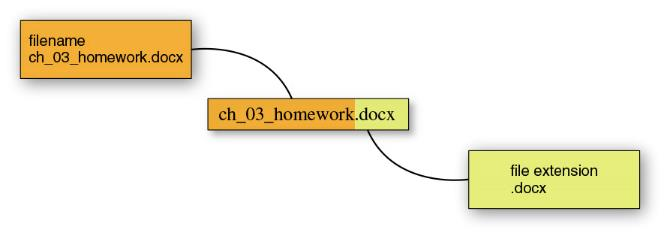 filename
ch_03_homework.docx
ch_03_homework.docx
file extension
.docx